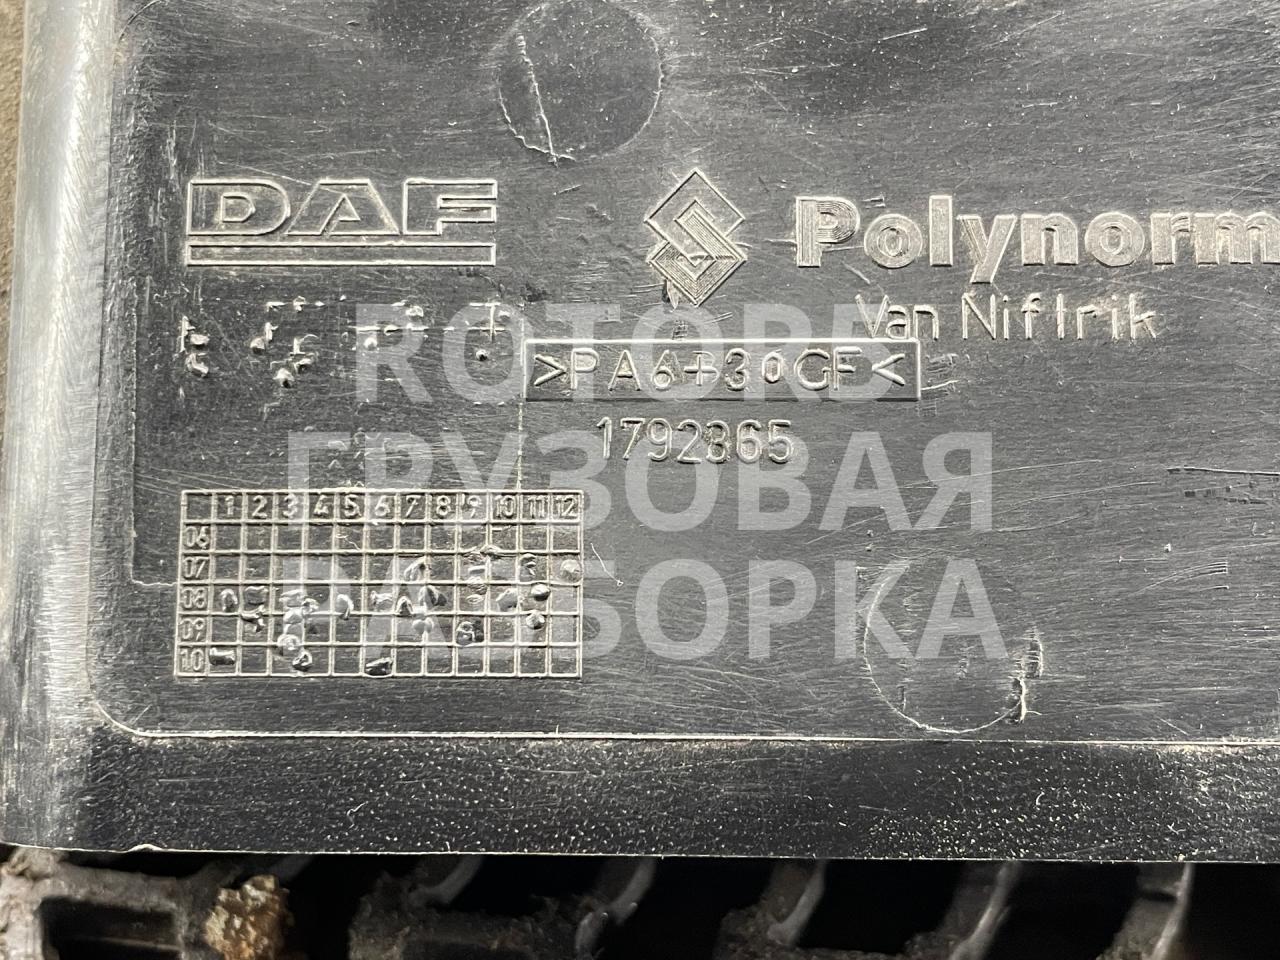 DAF
Polynorm
Van Niftrik
>PA6+30GF<
1792865
1 2 3 4 5 6 7 8 9 10 11 12
06
07
08
09
10
ROTORB
ГРУЗОВАЯ
РАЗБОРКА